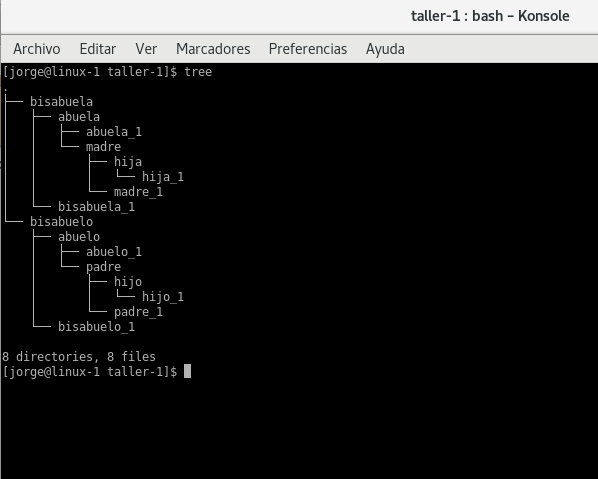 taller-1 : bash – Konsole
Archivo Editar Ver Marcadores Preferencias Ayuda
[jorge@linux-1 taller-1]$ tree
.
├── bisabuela
│   ├── abuela
│   │   ├── abuela_1
│   │   └── madre
│   │       ├── hija
│   │       │   └── hija_1
│   │       └── madre_1
│   └── bisabuela_1
└── bisabuelo
    ├── abuelo
    │   ├── abuelo_1
    │   └── padre
    │       ├── hijo
    │       │   └── hijo_1
    │       └── padre_1
    └── bisabuelo_1
8 directories, 8 files
[jorge@linux-1 taller-1]$